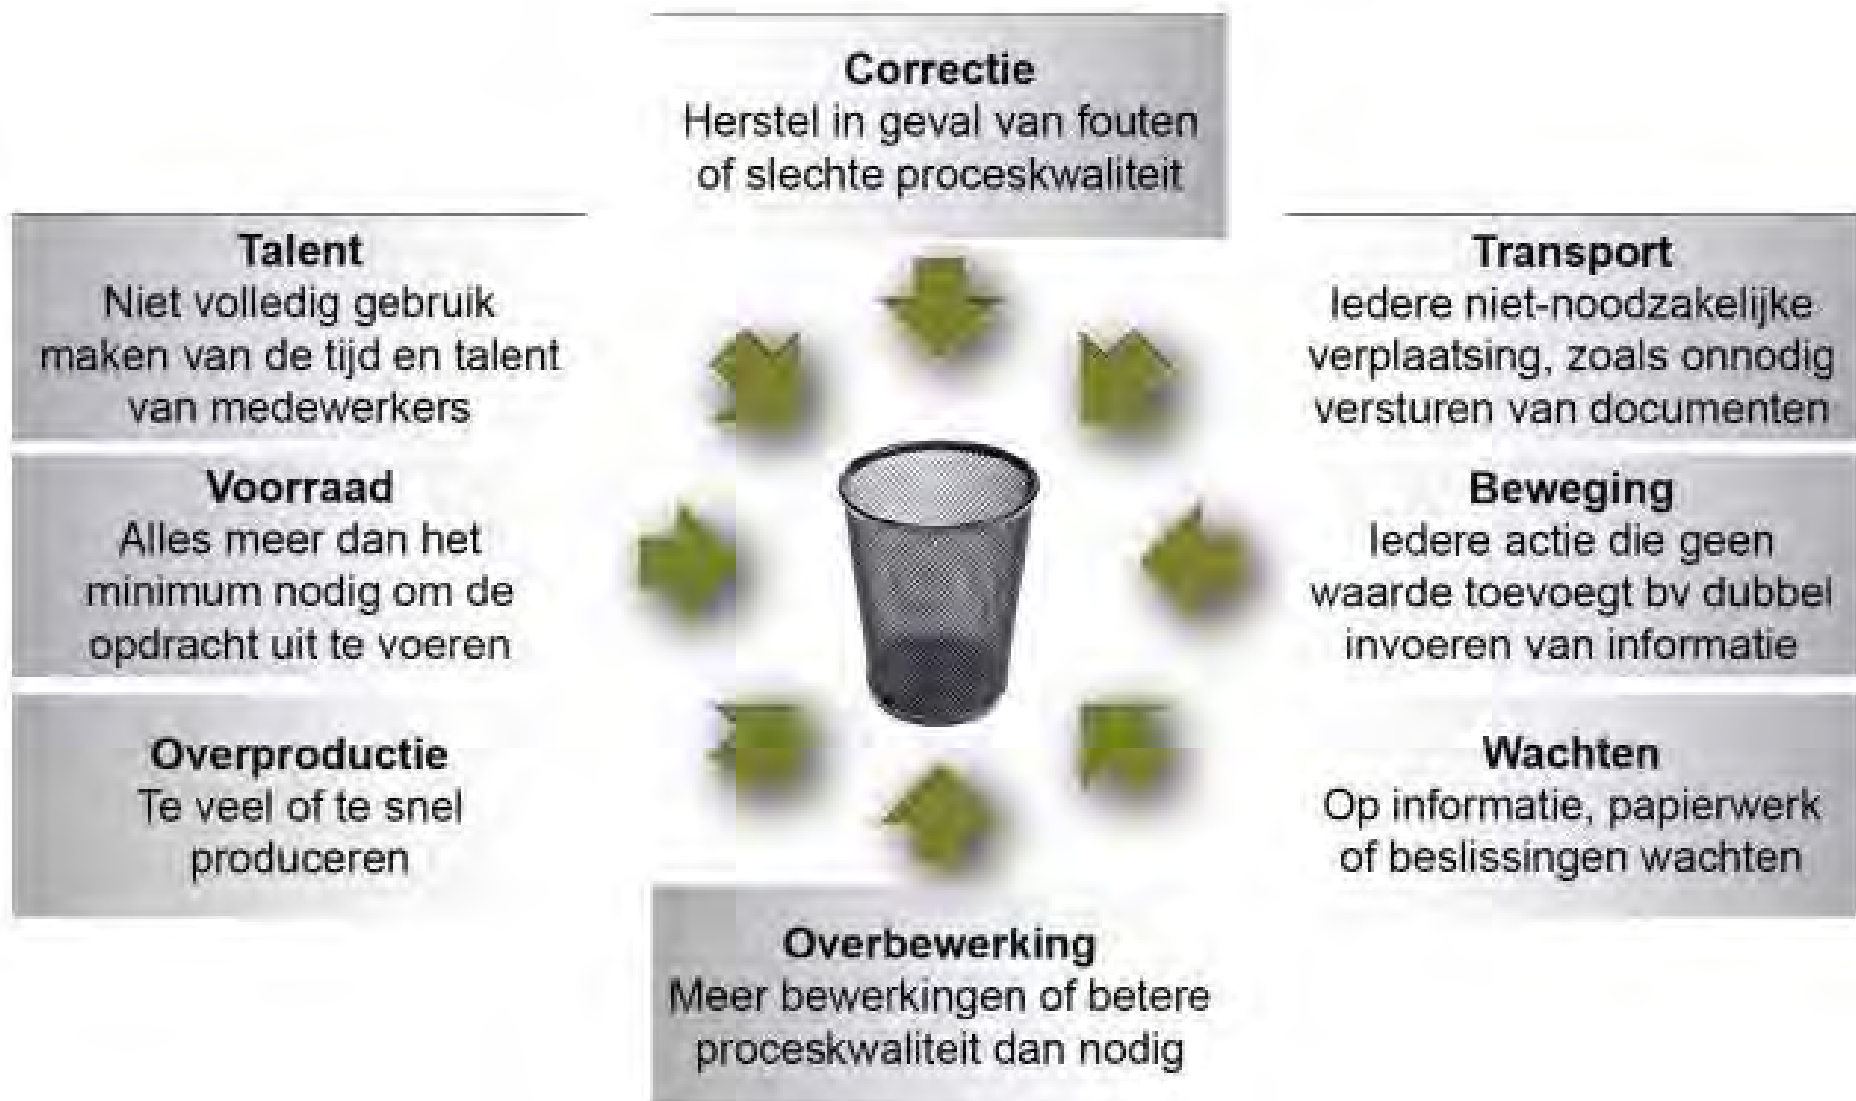 Correctie
Herstel in geval van fouten
of slechte proceskwaliteit
Talent
Niet volledig gebruik
maken van de tijd en talent
van medewerkers
Transport
Iedere niet-noodzakelijke
verplaatsing, zoals onnodig
versturen van documenten
Voorraad
Alles meer dan het
minimum nodig om de
opdracht uit te voeren
Beweging
Iedere actie die geen
waarde toevoegt bv dubbel
invoeren van informatie
Overproductie
Te veel of te snel
produceren
Wachten
Op informatie, papierwerk
of beslissingen wachten
Overbewerking
Meer bewerkingen of betere
proceskwaliteit dan nodig